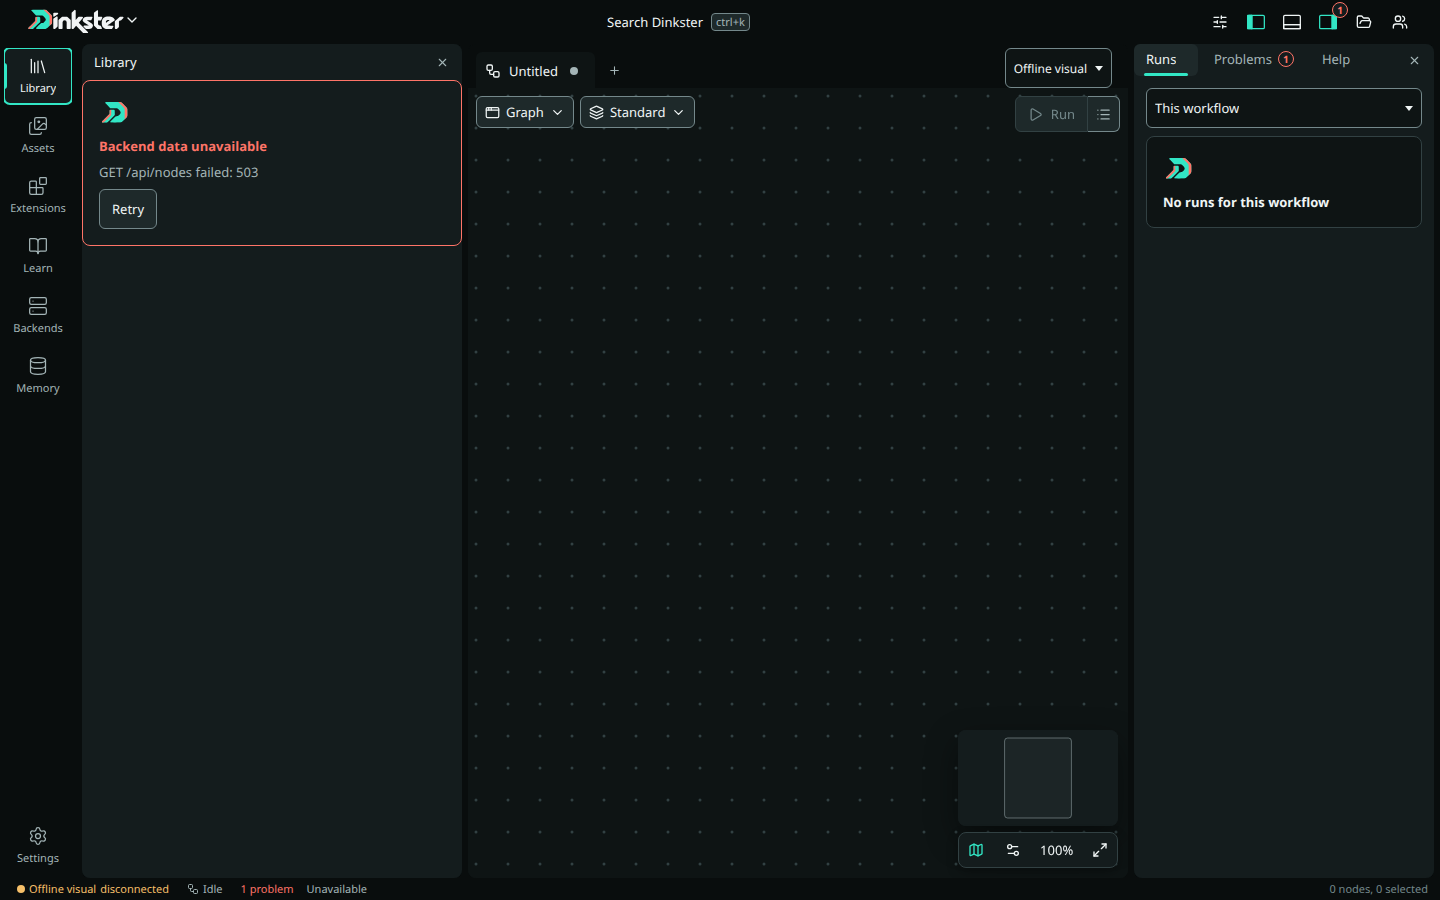 Dinkster
Search Dinkster ctrl+k
1
Library
Assets
Extensions
Learn
Backends
Memory
Settings
Library
Backend data unavailable
GET /api/nodes failed: 503
Retry
Untitled
Offline visual
Graph
Standard
Run
100%
Runs
Problems 1
Help
This workflow
No runs for this workflow
Offline visual disconnected
Idle
1 problem
Unavailable
0 nodes, 0 selected